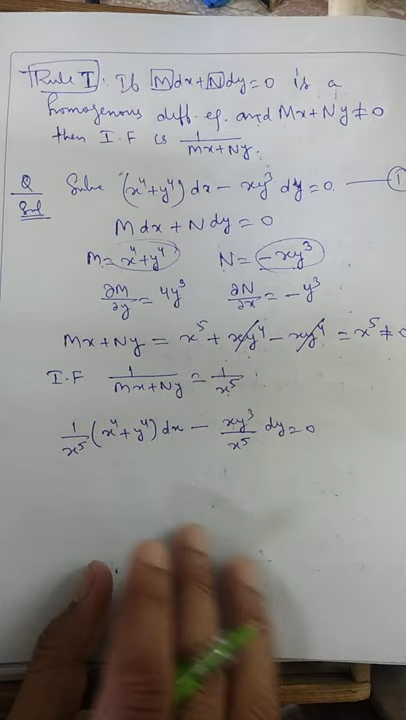 Rule I : If Mdx + Ndy = 0 is a
homogenous diff. eq. and Mx + Ny ≠ 0
then I.F is 1/(Mx + Ny).
Q Solve (x⁴ + y⁴) dx − xy³ dy = 0. — ①
Sol Mdx + Ndy = 0
M = x⁴ + y⁴ N = −xy³
∂M/∂y = 4y³ ∂N/∂x = −y³
Mx + Ny = x⁵ + xy⁴ − xy⁴ = x⁵ ≠ 0
I.F 1/(Mx + Ny) = 1/x⁵.
1/x⁵ (x⁴ + y⁴) dx − xy³/x⁵ dy = 0